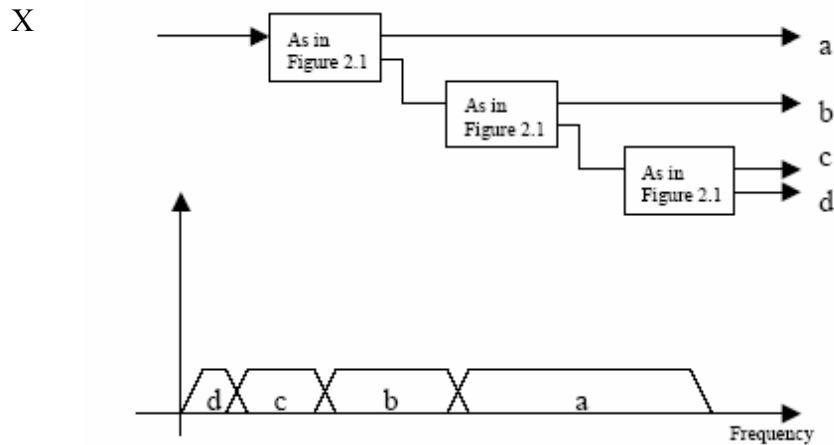 X
As in
Figure 2.1
a
As in
Figure 2.1
b
As in
Figure 2.1
c
d
d c b a
Frequency